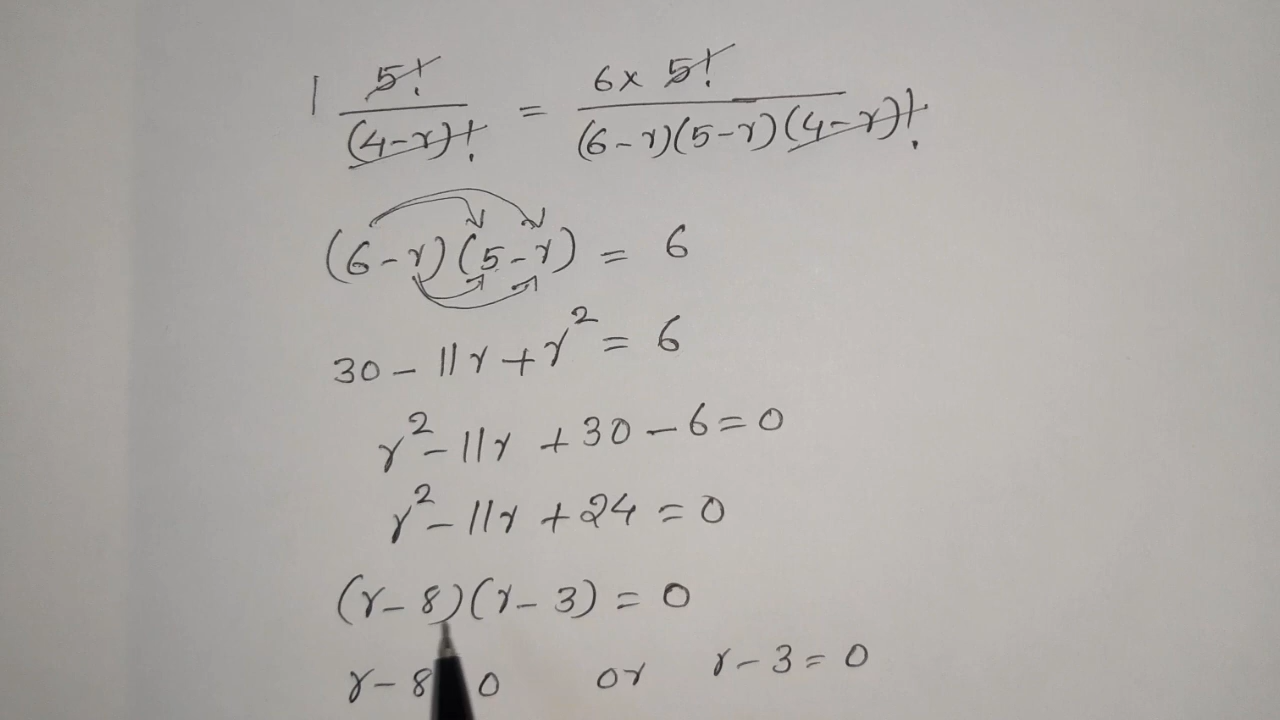 5! / (4-r)! = 6 x 5! / (6-r)(5-r)(4-r)!
(6-r)(5-r) = 6
30 - 11r + r² = 6
r² - 11r + 30 - 6 = 0
r² - 11r + 24 = 0
(r-8)(r-3) = 0
r-8 0 or r-3 = 0